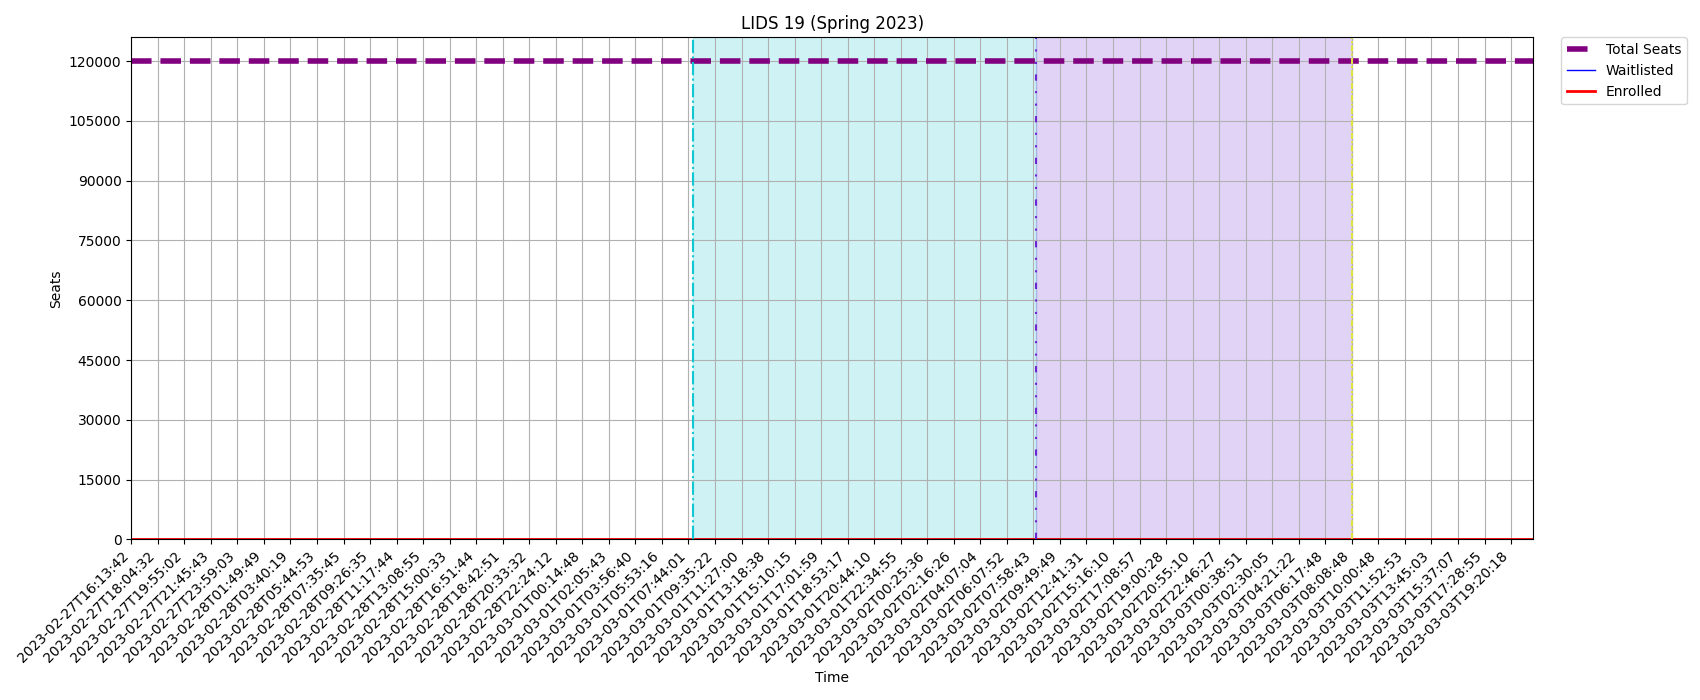 LIDS 19 (Spring 2023)
Total Seats
Waitlisted
Enrolled
120000
105000
90000
75000
60000
45000
30000
15000
0
Seats
2023-02-27T16:13:42
2023-02-27T18:04:32
2023-02-27T19:55:02
2023-02-27T21:45:43
2023-02-27T23:59:03
2023-02-28T01:49:49
2023-02-28T03:40:19
2023-02-28T05:44:53
2023-02-28T07:35:45
2023-02-28T09:26:35
2023-02-28T11:17:44
2023-02-28T13:08:55
2023-02-28T15:00:33
2023-02-28T16:51:44
2023-02-28T18:42:51
2023-02-28T20:33:32
2023-02-28T22:24:12
2023-03-01T00:14:48
2023-03-01T02:05:43
2023-03-01T03:56:40
2023-03-01T05:53:16
2023-03-01T07:44:01
2023-03-01T09:35:22
2023-03-01T11:27:00
2023-03-01T13:18:38
2023-03-01T15:10:15
2023-03-01T17:01:59
2023-03-01T18:53:17
2023-03-01T20:44:10
2023-03-01T22:34:55
2023-03-02T00:25:36
2023-03-02T02:16:26
2023-03-02T04:07:04
2023-03-02T06:07:52
2023-03-02T07:58:43
2023-03-02T09:49:49
2023-03-02T12:41:31
2023-03-02T15:16:10
2023-03-02T17:08:57
2023-03-02T19:00:28
2023-03-02T20:55:10
2023-03-02T22:46:27
2023-03-03T00:38:51
2023-03-03T02:30:05
2023-03-03T04:21:22
2023-03-03T06:17:48
2023-03-03T08:08:48
2023-03-03T10:00:48
2023-03-03T11:52:53
2023-03-03T13:45:03
2023-03-03T15:37:07
2023-03-03T17:28:55
2023-03-03T19:20:18
Time